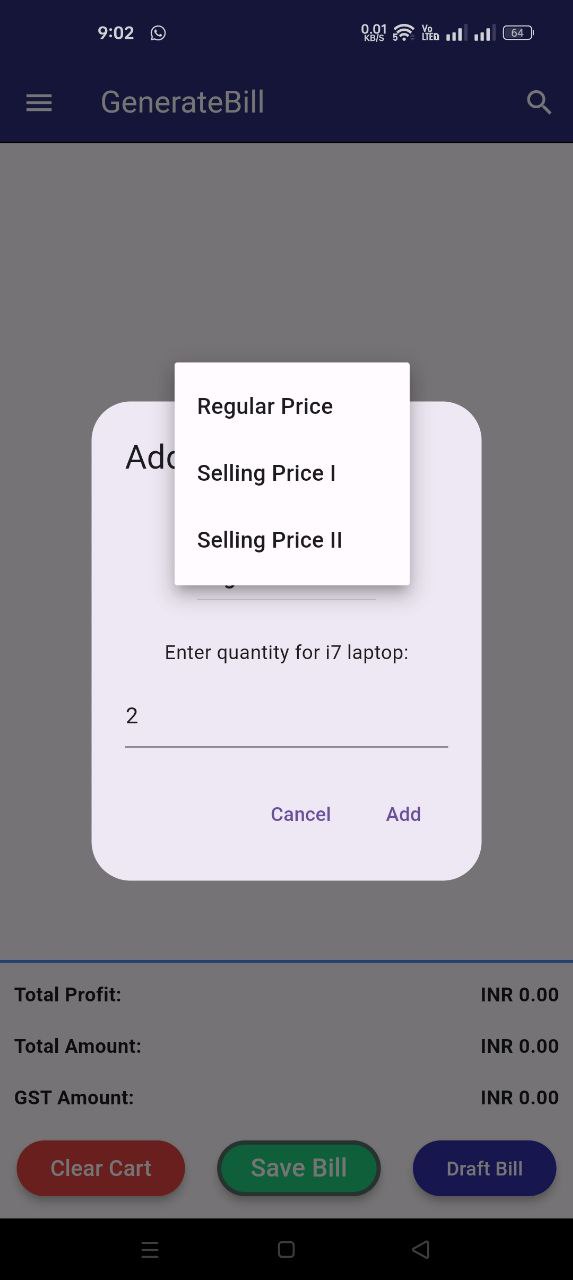 9:02 0.01 KB/S 5 Vo LTED 64
GenerateBill
Regular Price
Selling Price I
Selling Price II
Enter quantity for i7 laptop:
2
Cancel Add
Total Profit: INR 0.00
Total Amount: INR 0.00
GST Amount: INR 0.00
Clear Cart Save Bill Draft Bill